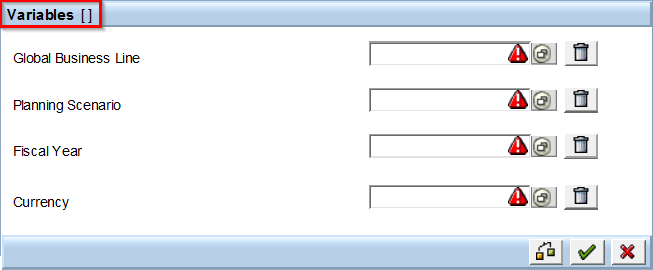 Variables [ ]
Global Business Line
Planning Scenario
Fiscal Year
Currency